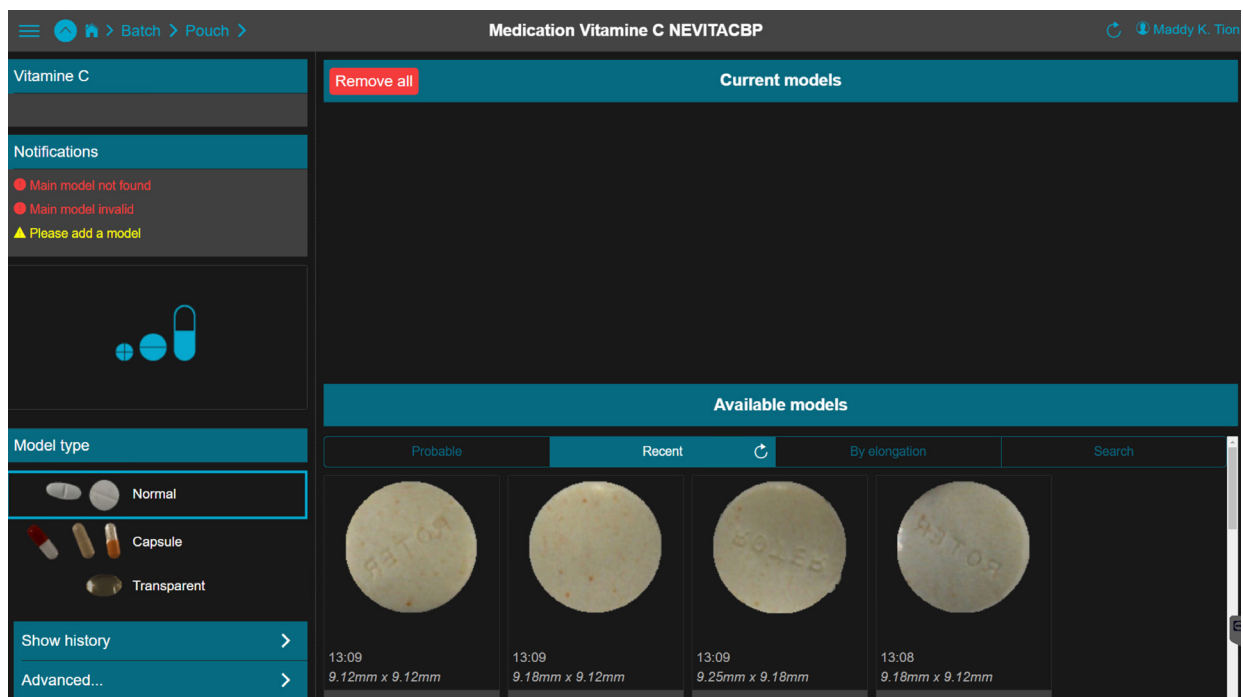 Batch > Pouch >
Medication Vitamine C NEVITACBP
Maddy K. Tion
Vitamine C
Notifications
Main model not found
Main model invalid
Please add a model
Model type
Normal
Capsule
Transparent
Show history
Advanced...
Remove all
Current models
Available models
Probable
Recent
By elongation
Search
ROTER
ROTER
ROTER
13:09
9.12mm x 9.12mm
13:09
9.18mm x 9.12mm
13:09
9.25mm x 9.18mm
13:08
9.18mm x 9.12mm